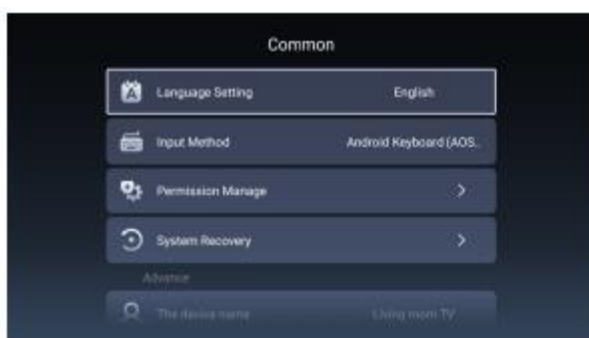 Common
Language Setting English
Input Method Android Keyboard (AOS..
Permission Manage
System Recovery
Advance
The device name Living room TV